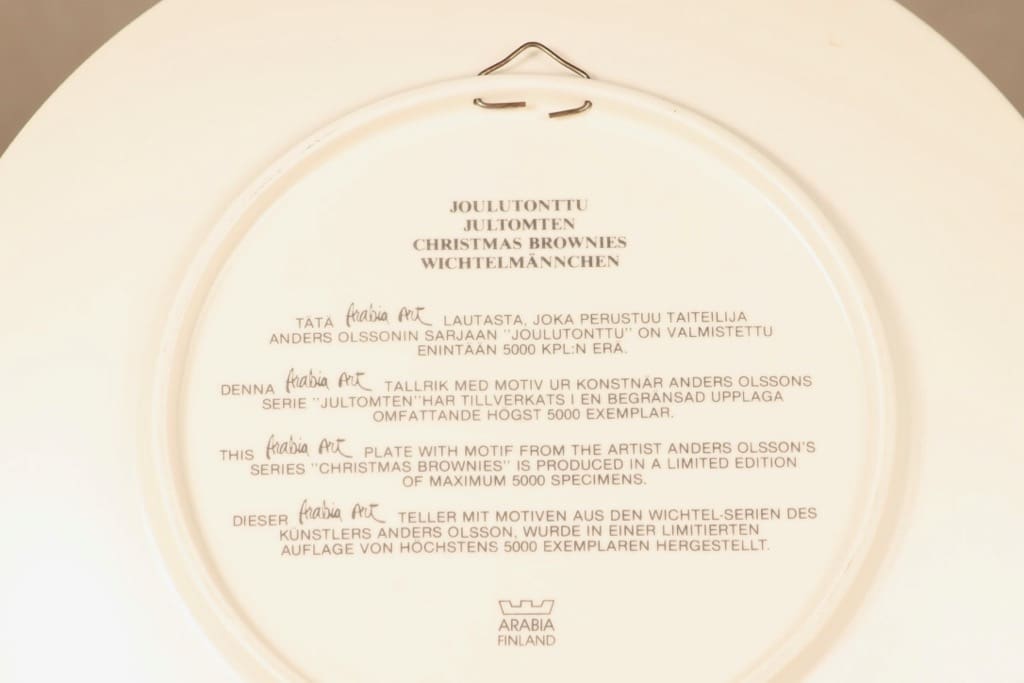 JOULUTONTTU
JULTOMTEN
CHRISTMAS BROWNIES
WICHTELMÄNNCHEN
TÄTÄ Arabia Art LAUTASTA, JOKA PERUSTUU TAITEILIJA
ANDERS OLSSONIN SARJAAN "JOULUTONTTU" ON VALMISTETTU
ENINTÄÄN 5000 KPL:N ERÄ.
DENNA Arabia Art TALLRIK MED MOTIV UR KONSTNÄR ANDERS OLSSONS
SERIE "JULTOMTEN"HAR TILLVERKATS I EN BEGRÄNSAD UPPLAGA
OMFATTANDE HÖGST 5000 EXEMPLAR.
THIS Arabia Art PLATE WITH MOTIF FROM THE ARTIST ANDERS OLSSON'S
SERIES "CHRISTMAS BROWNIES" IS PRODUCED IN A LIMITED EDITION
OF MAXIMUM 5000 SPECIMENS.
DIESER Arabia Art TELLER MIT MOTIVEN AUS DEN WICHTEL-SERIEN DES
KÜNSTLERS ANDERS OLSSON, WURDE IN EINER LIMITIERTEN
AUFLAGE VON HÖCHSTENS 5000 EXEMPLAREN HERGESTELLT.
ARABIA
FINLAND